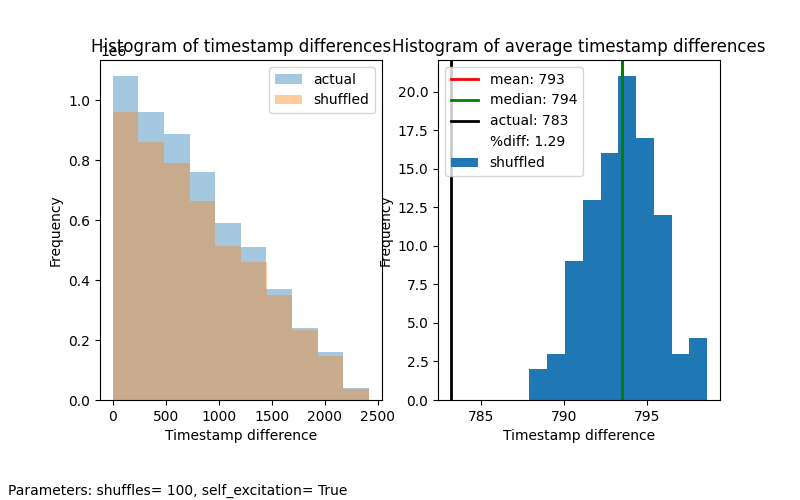 Histogram of timestamp differences
1e6
1.0
0.8
0.6
0.4
0.2
0.0
Frequency
actual
shuffled
0 500 1000 1500 2000 2500
Timestamp difference
Histogram of average timestamp differences
20.0
17.5
15.0
12.5
10.0
7.5
5.0
2.5
0.0
Frequency
mean: 793
median: 794
actual: 783
%diff: 1.29
shuffled
785 790 795
Timestamp difference
Parameters: shuffles= 100, self_excitation= True